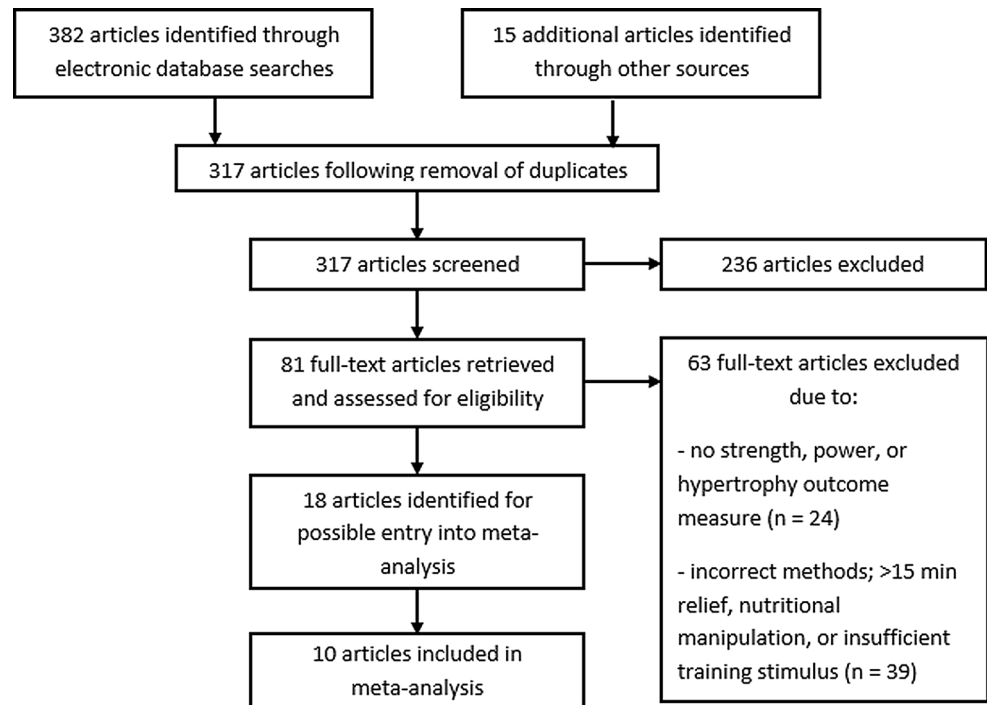 382 articles identified through
electronic database searches
15 additional articles identified
through other sources
317 articles following removal of duplicates
317 articles screened
236 articles excluded
81 full-text articles retrieved
and assessed for eligibility
63 full-text articles excluded
due to:
- no strength, power, or
hypertrophy outcome
measure (n = 24)
- incorrect methods; >15 min
relief, nutritional
manipulation, or insufficient
training stimulus (n = 39)
18 articles identified for
possible entry into meta-
analysis
10 articles included in
meta-analysis